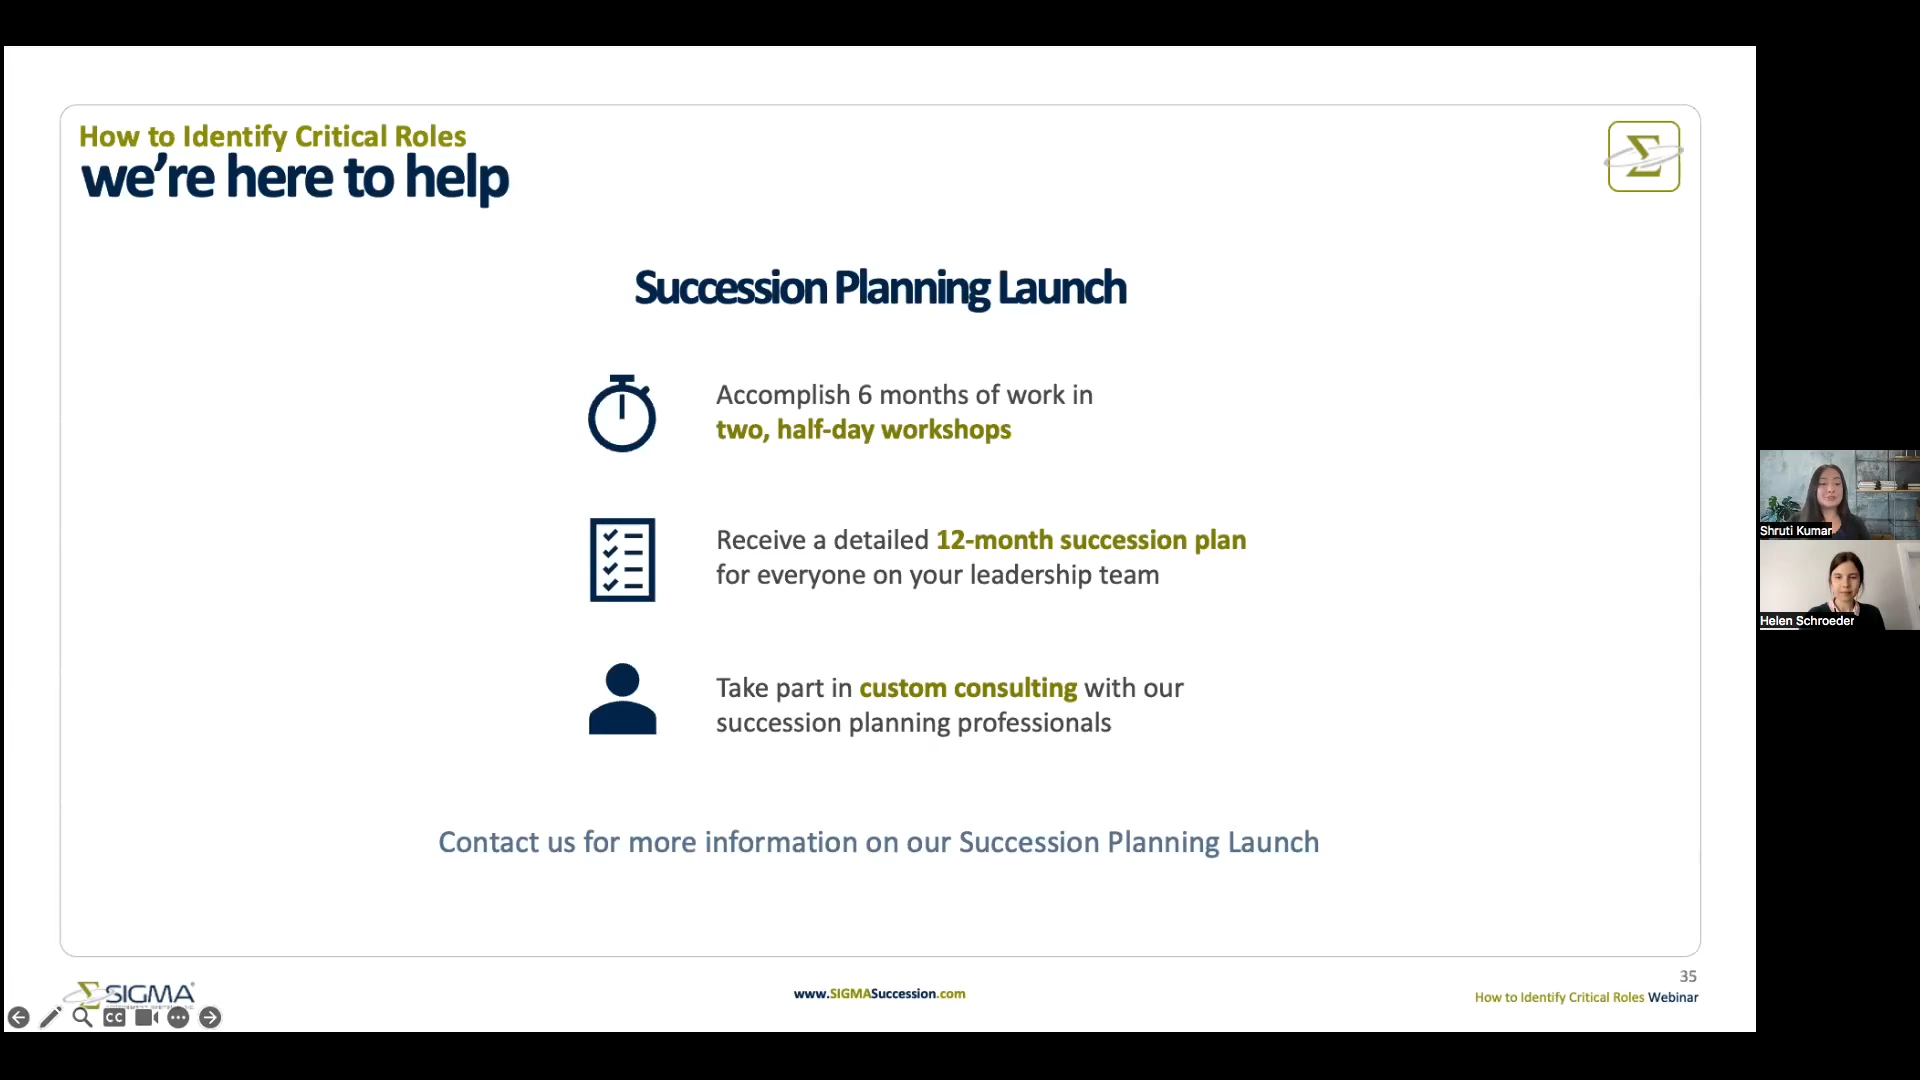 How to Identify Critical Roles
we're here to help
Σ
Succession Planning Launch
Accomplish 6 months of work in
two, half-day workshops
Receive a detailed 12-month succession plan
for everyone on your leadership team
Take part in custom consulting with our
succession planning professionals
Contact us for more information on our Succession Planning Launch
Shruti Kumar
Helen Schroeder
35
ΣSIGMA
www.SIGMASuccession.com
How to Identify Critical Roles Webinar
CC